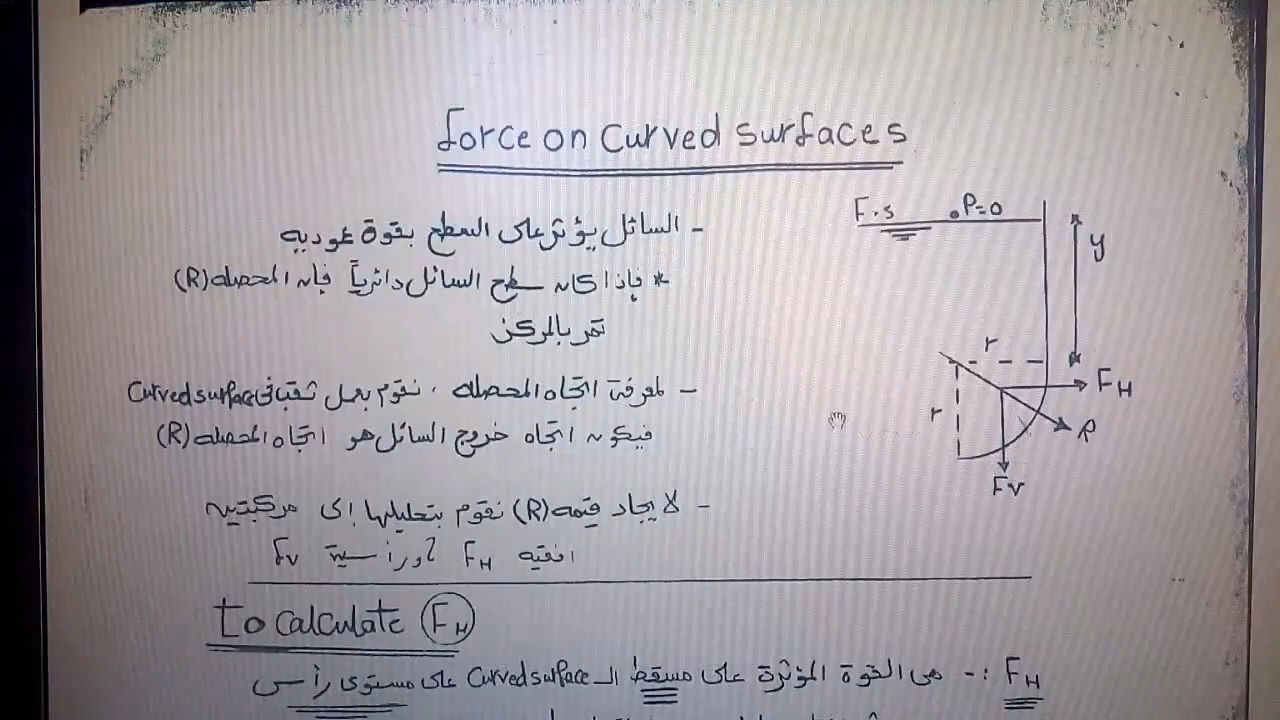 force on curved surfaces
- السائل يؤثر على السطح بقوة عموديه
* فإذا كان سطح السائل دائرياً فإن المحصله (R)
تمر بالمركز
- لمعرفة اتجاه المحصله ، نقوم بعمل ثقب فى curved surface
فيكون اتجاه خروج السائل هو اتجاه المحصله (R)
- لايجاد قيمه (R) نقوم بتحليلها إلى مركبتين
افقيه FH و رأسية Fv
F.s
P=0
y
r
FH
r
R
Fv
to calculate FH
FH :- هى القوة المؤثرة على مسقط الـ curved surface على مستوى رأسى